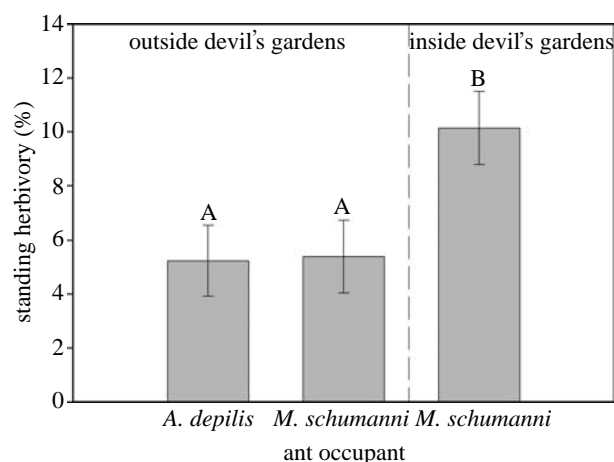 14
outside devil's gardens inside devil's gardens
12
B
10
standing herbivory (%)
8
A A
6
4
2
0
A. depilis M. schumanni M. schumanni
ant occupant